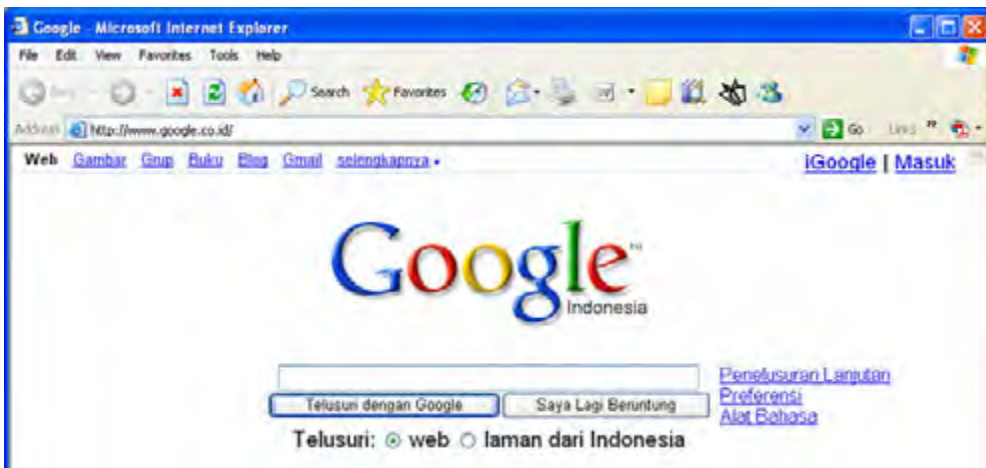 Google - Microsoft Internet Explorer
File Edit View Favorites Tools Help
Search Favorites
Address http://www.google.co.id/ Go Links »
Web Gambar Grup Buku Blog Gmail selengkapnya
iGoogle | Masuk
Google
Indonesia
Penelusuran Lanjutan
Telusuri dengan Google Saya Lagi Beruntung Preferensi
Alat Bahasa
Telusuri: web laman dari Indonesia